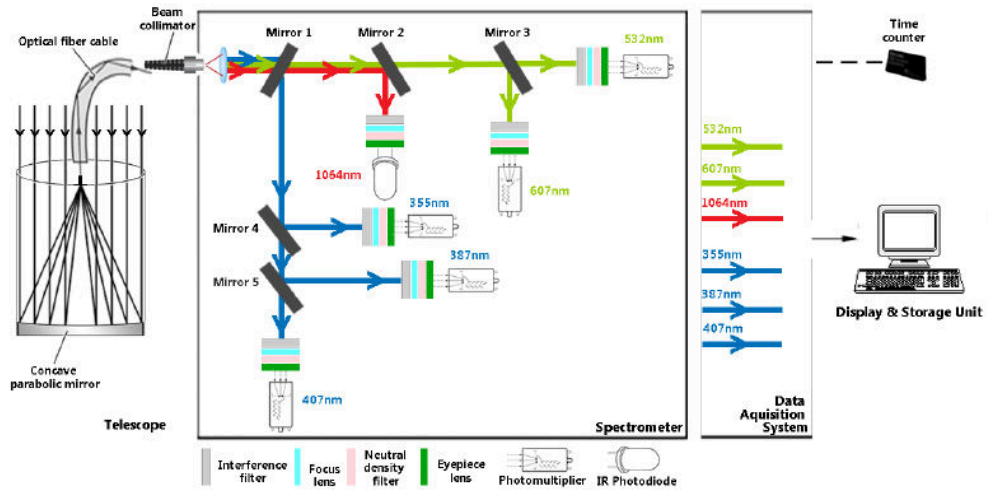 Beam
collimator
Optical fiber cable
Mirror 1
Mirror 2
Mirror 3
532nm
Time
counter
1064nm
607nm
355nm
Mirror 4
387nm
Mirror 5
407nm
532nm
607nm
1064nm
355nm
387nm
407nm
Display & Storage Unit
Concave
parabolic mirror
Telescope
Spectrometer
Data
Aquisition
System
Interference
filter
Focus
lens
Neutral
density
filter
Eyepiece
lens
Photomultiplier
IR Photodiode